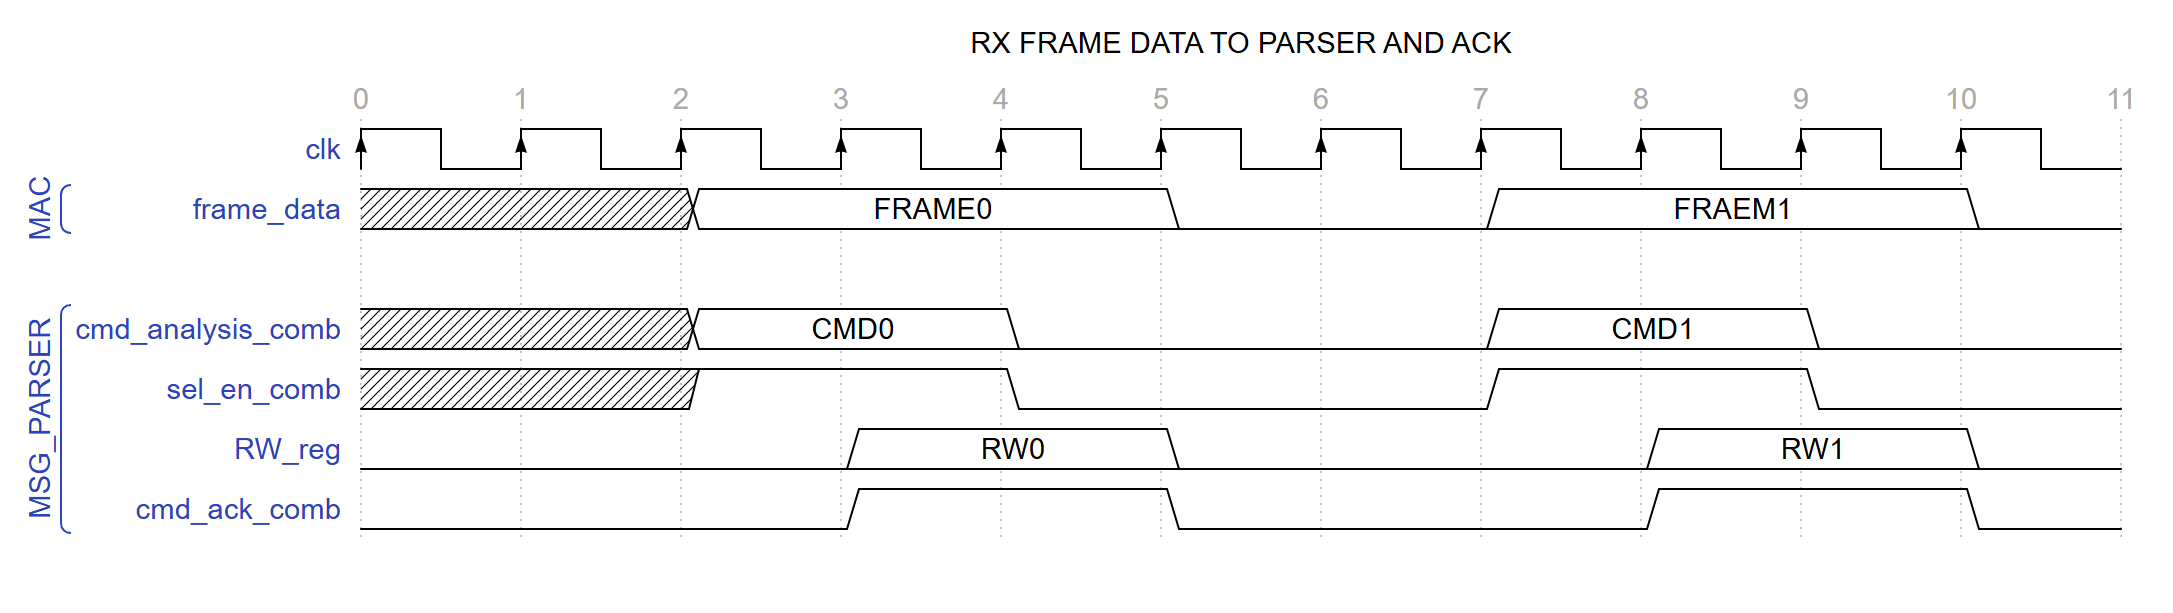 RX FRAME DATA TO PARSER AND ACK
0 1 2 3 4 5 6 7 8 9 10 11
clk
MAC
frame_data FRAME0 FRAEM1
MSG_PARSER
cmd_analysis_comb CMD0 CMD1
sel_en_comb
RW_reg RW0 RW1
cmd_ack_comb